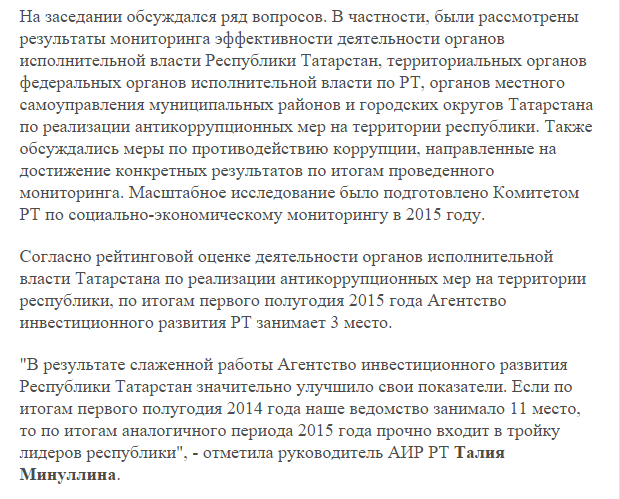 На заседании обсуждался ряд вопросов. В частности, были рассмотрены
результаты мониторинга эффективности деятельности органов
исполнительной власти Республики Татарстан, территориальных органов
федеральных органов исполнительной власти по РТ, органов местного
самоуправления муниципальных районов и городских округов Татарстана
по реализации антикоррупционных мер на территории республики. Также
обсуждались меры по противодействию коррупции, направленные на
достижение конкретных результатов по итогам проведенного
мониторинга. Масштабное исследование было подготовлено Комитетом
РТ по социально-экономическому мониторингу в 2015 году.
Согласно рейтинговой оценке деятельности органов исполнительной
власти Татарстана по реализации антикоррупционных мер на территории
республики, по итогам первого полугодия 2015 года Агентство
инвестиционного развития РТ занимает 3 место.
"В результате слаженной работы Агентство инвестиционного развития
Республики Татарстан значительно улучшило свои показатели. Если по
итогам первого полугодия 2014 года наше ведомство занимало 11 место,
то по итогам аналогичного периода 2015 года прочно входит в тройку
лидеров республики", - отметила руководитель АИР РТ Талия
Минуллина.